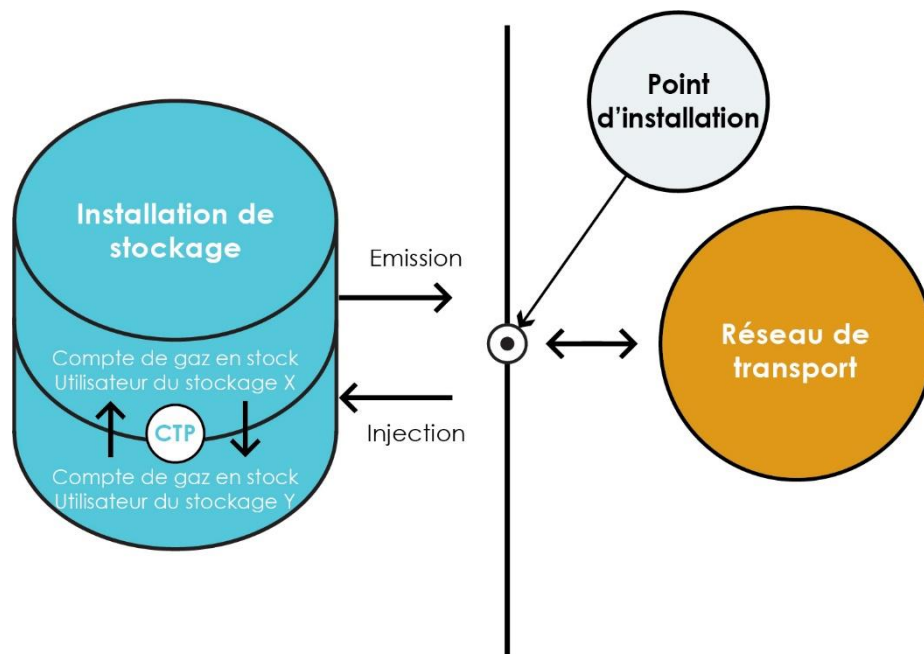 Point
d'installation
Installation de
stockage
Emission
Réseau de
transport
Compte de gaz en stock
Utilisateur du stockage X
CTP
Injection
Compte de gaz en stock
Utilisateur du stockage Y